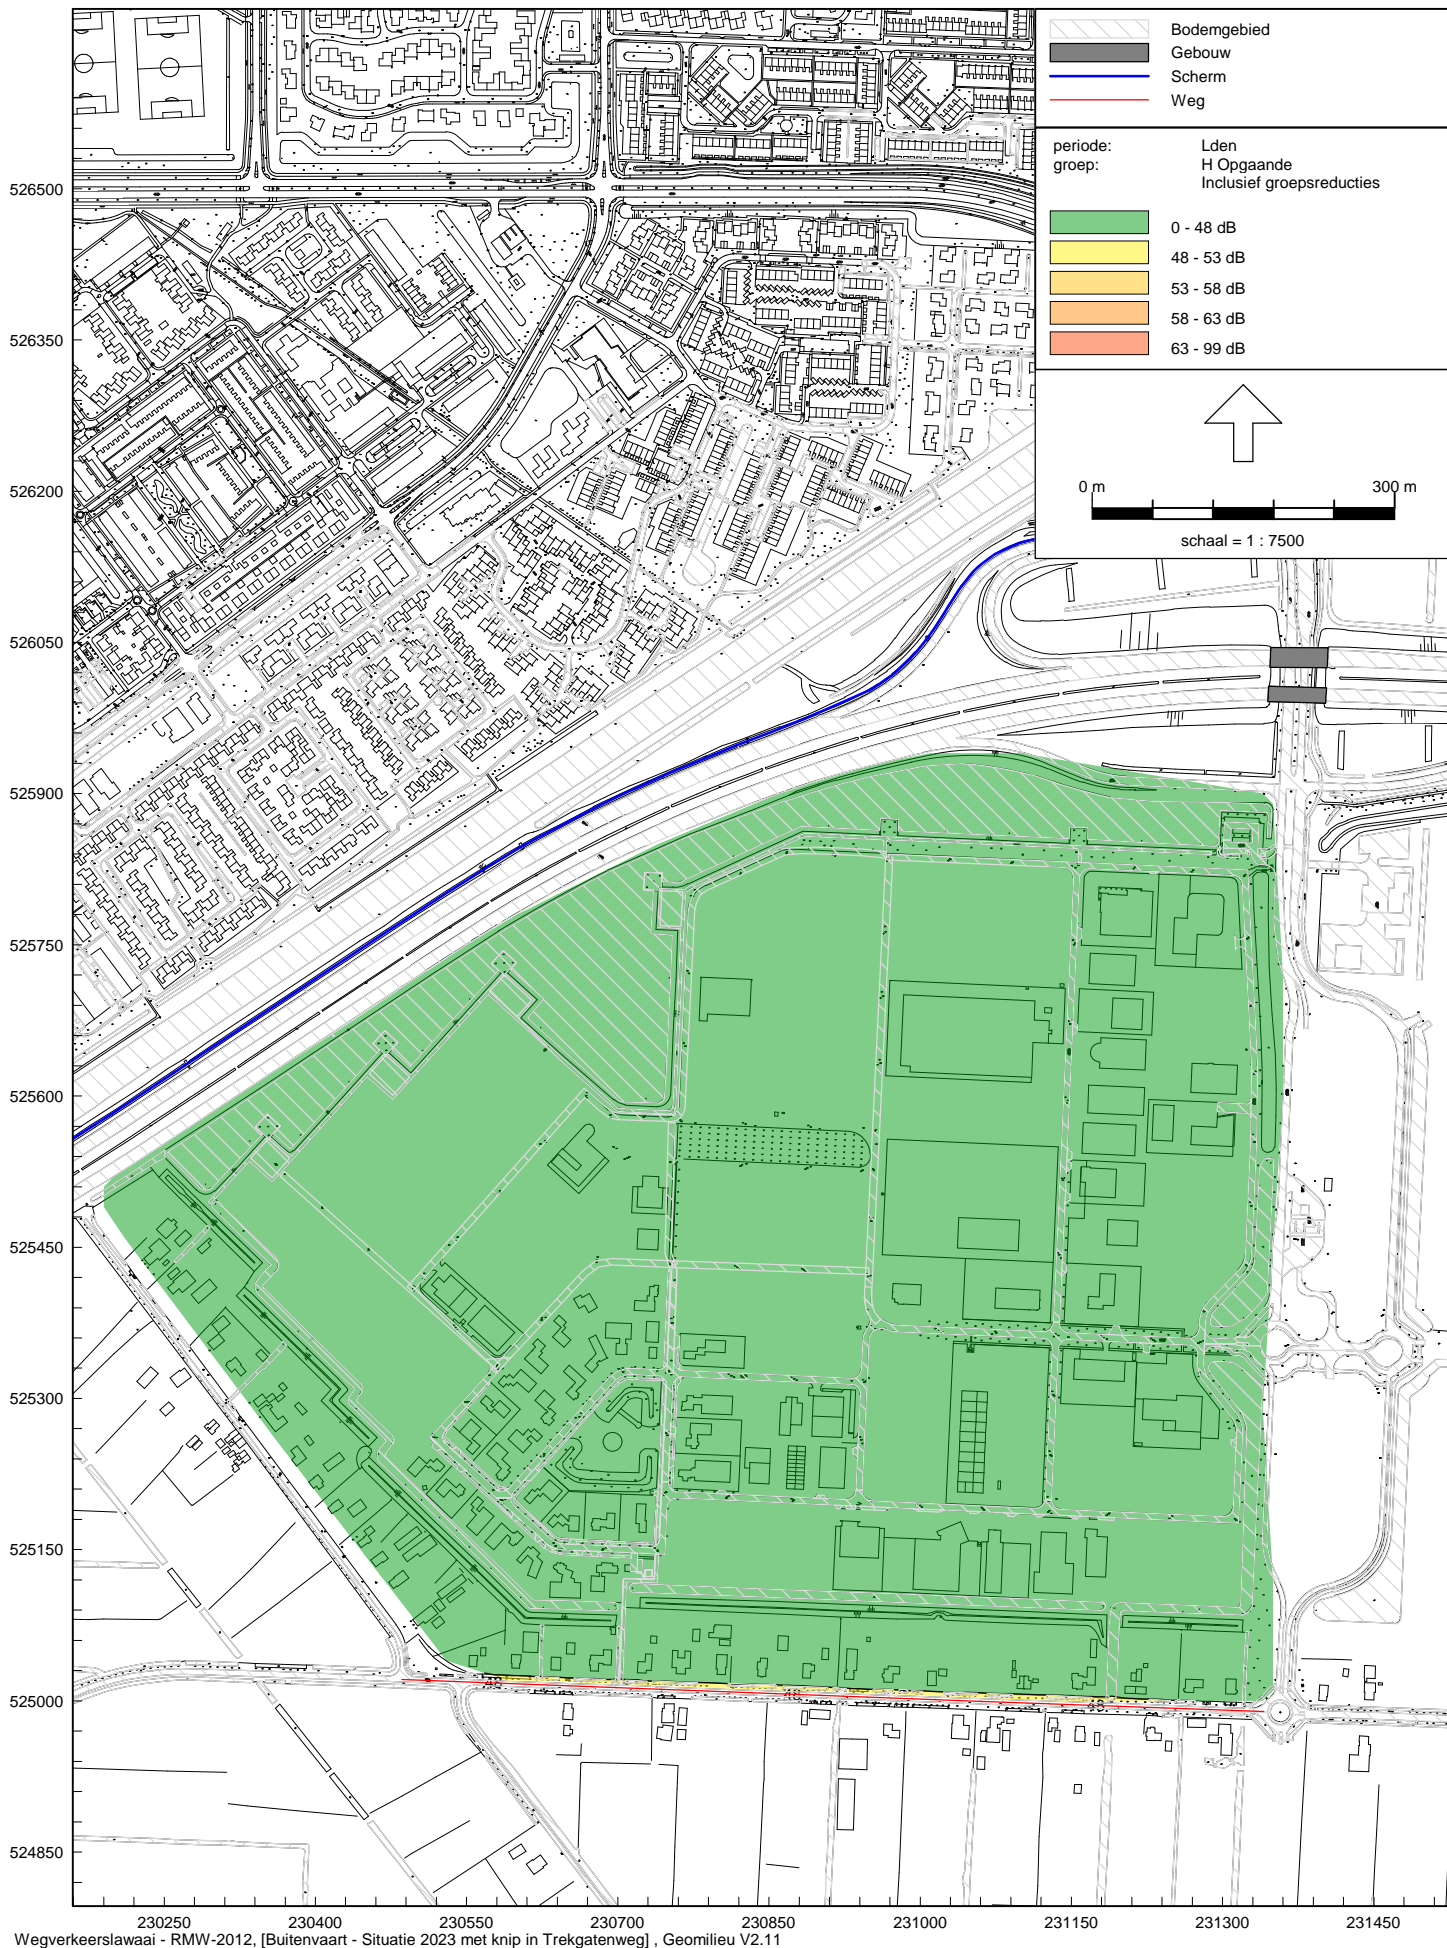 Bodemgebied
Gebouw
Scherm
Weg
periode: Lden
groep: H Opgaande
Inclusief groepsreducties
0 - 48 dB
48 - 53 dB
53 - 58 dB
58 - 63 dB
63 - 99 dB
0 m 300 m
schaal = 1 : 7500
526500
526350
526200
526050
525900
525750
525600
525450
525300
525150
525000
524850
48 48 48
230250 230400 230550 230700 230850 231000 231150 231300 231450
Wegverkeerslawaai - RMW-2012, [Buitenvaart - Situatie 2023 met knip in Trekgatenweg] , Geomilieu V2.11